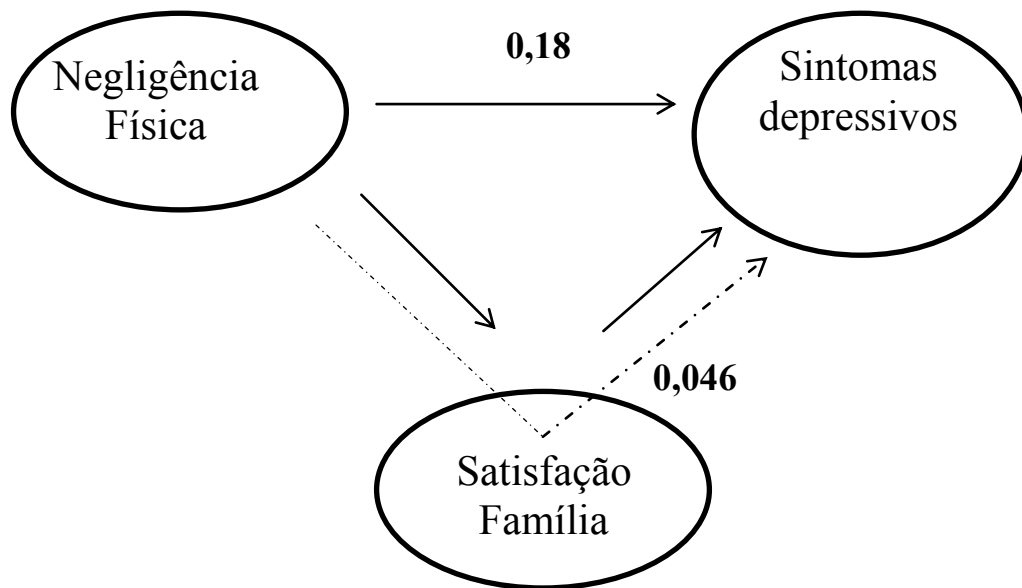 Negligência
Física
0,18
Sintomas
depressivos
0,046
Satisfação
Família